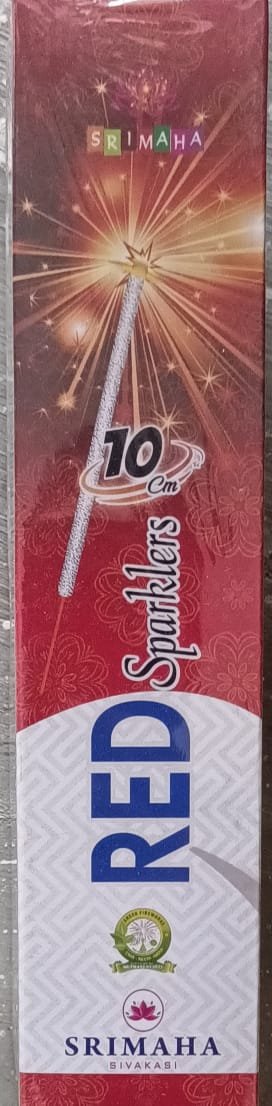 SRIMAHA
10
Cm
Sparklers
RED
GREEN FIREWORKS
SRIMAHA
SIVAKASI